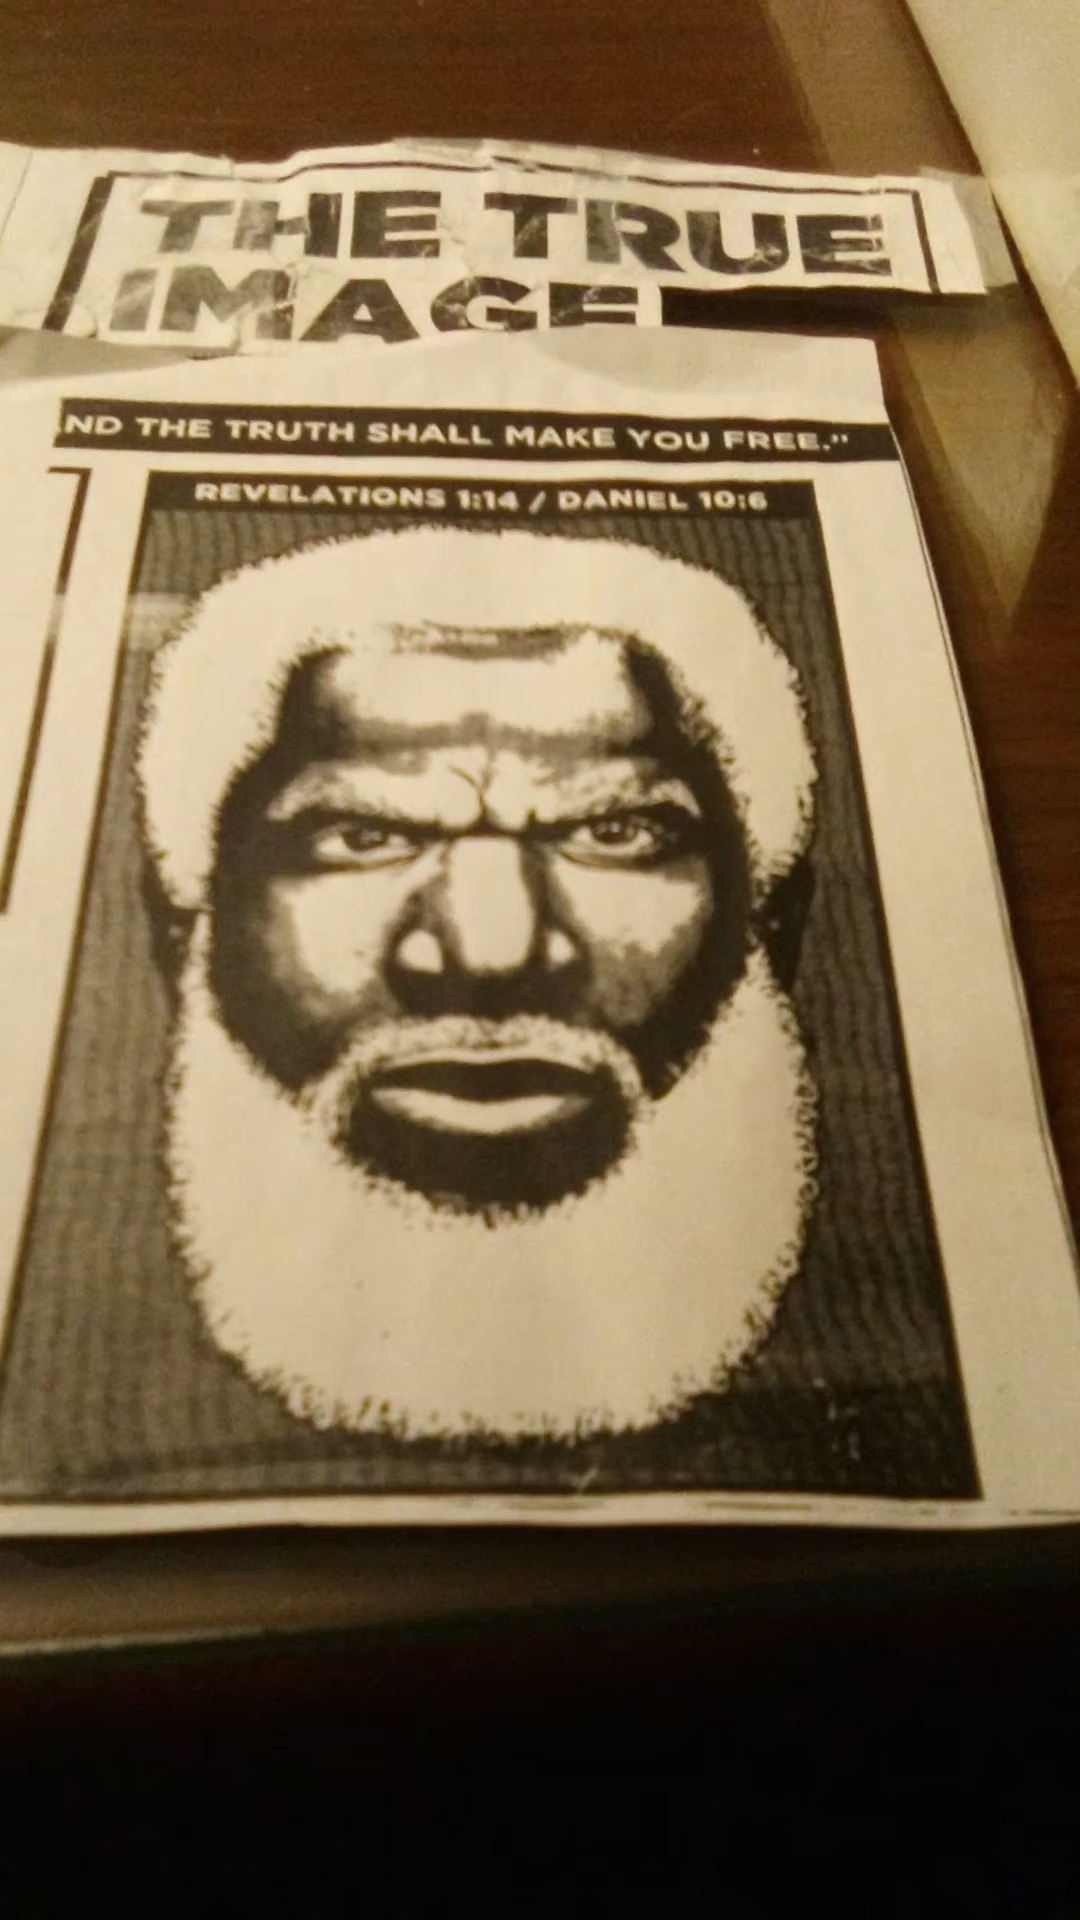 THE TRUE
IMAGE
ND THE TRUTH SHALL MAKE YOU FREE."
REVELATIONS 1:14 / DANIEL 10:6